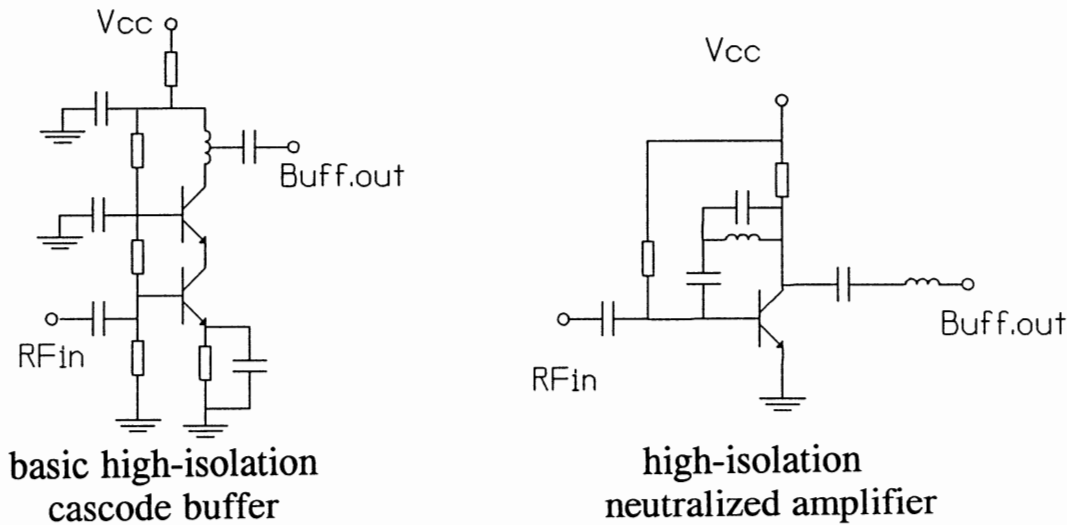 Vcc
Buff.out
RFin
basic high-isolation
cascode buffer
Vcc
Buff.out
RFin
high-isolation
neutralized amplifier